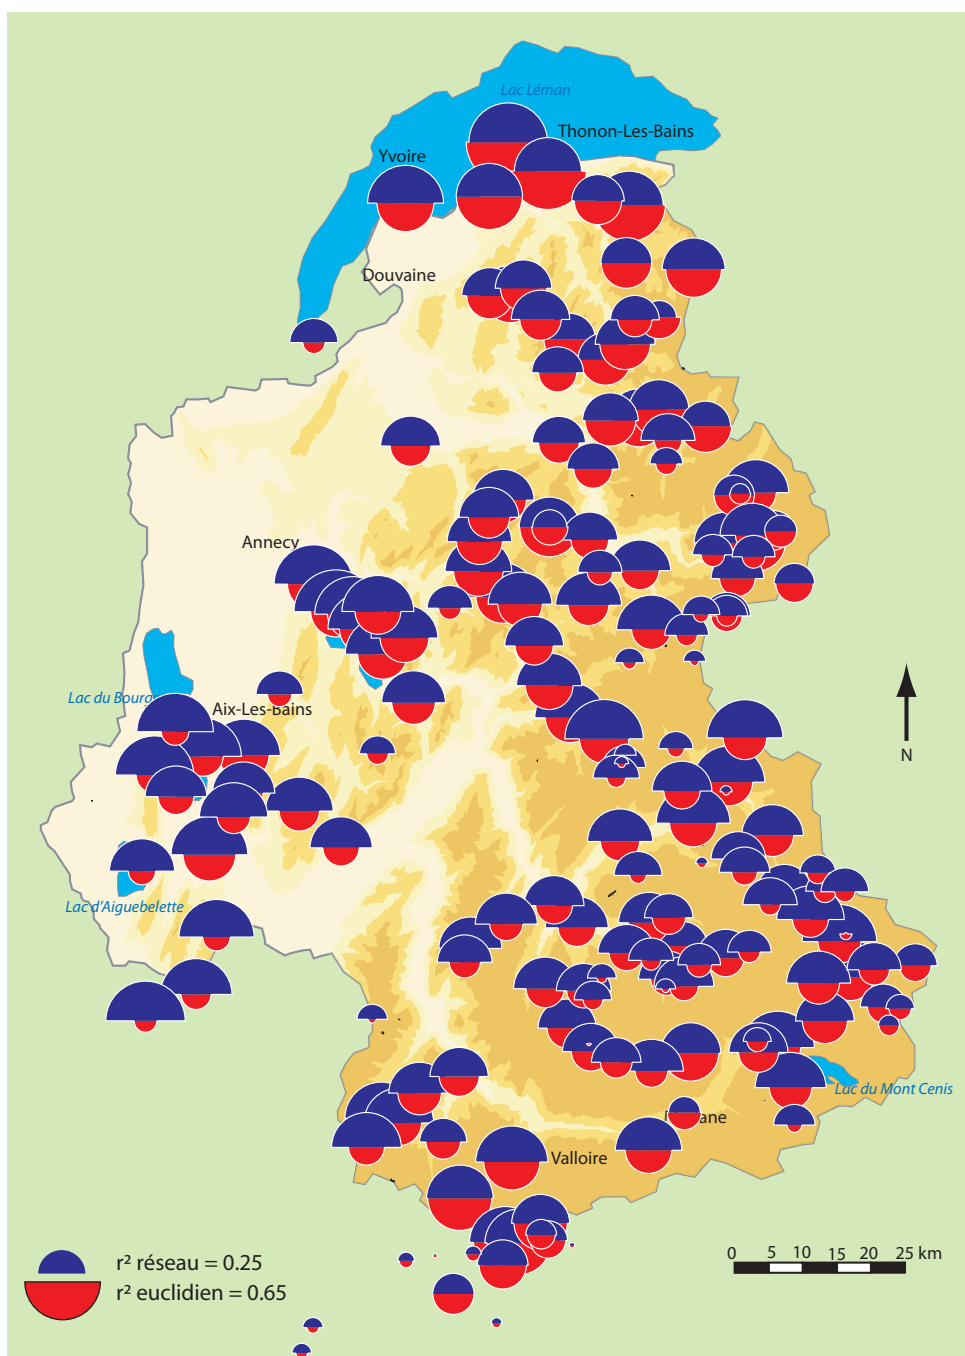 Lac Léman
Thonon-Les-Bains
Yvoire
Douvaine
Annecy
Lac du Bourg
Aix-Les-Bains
N
Lac d'Aiguebelette
Lac du Mont Cenis
ane
Valloire
r² réseau = 0.25
r² euclidien = 0.65
0 5 10 15 20 25 km